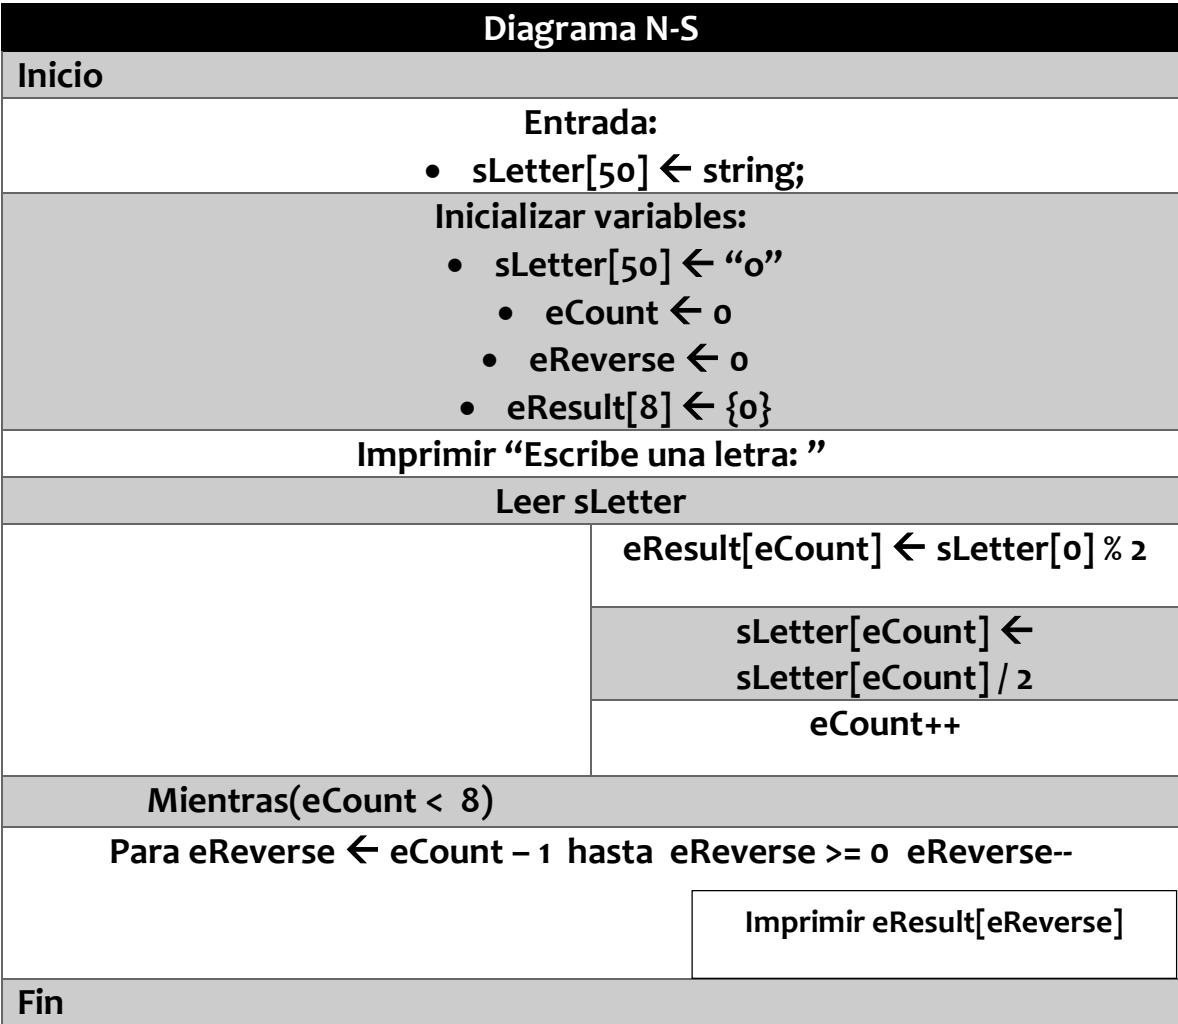 Diagrama N-S
Inicio
Entrada:
• sLetter[50] ← string;
Inicializar variables:
• sLetter[50] ← “0”
• eCount ← 0
• eReverse ← 0
• eResult[8] ← {0}
Imprimir “Escribe una letra: ”
Leer sLetter
eResult[eCount] ← sLetter[0] % 2
sLetter[eCount] ←
sLetter[eCount] / 2
eCount++
Mientras(eCount < 8)
Para eReverse ← eCount – 1 hasta eReverse >= 0 eReverse--
Imprimir eResult[eReverse]
Fin